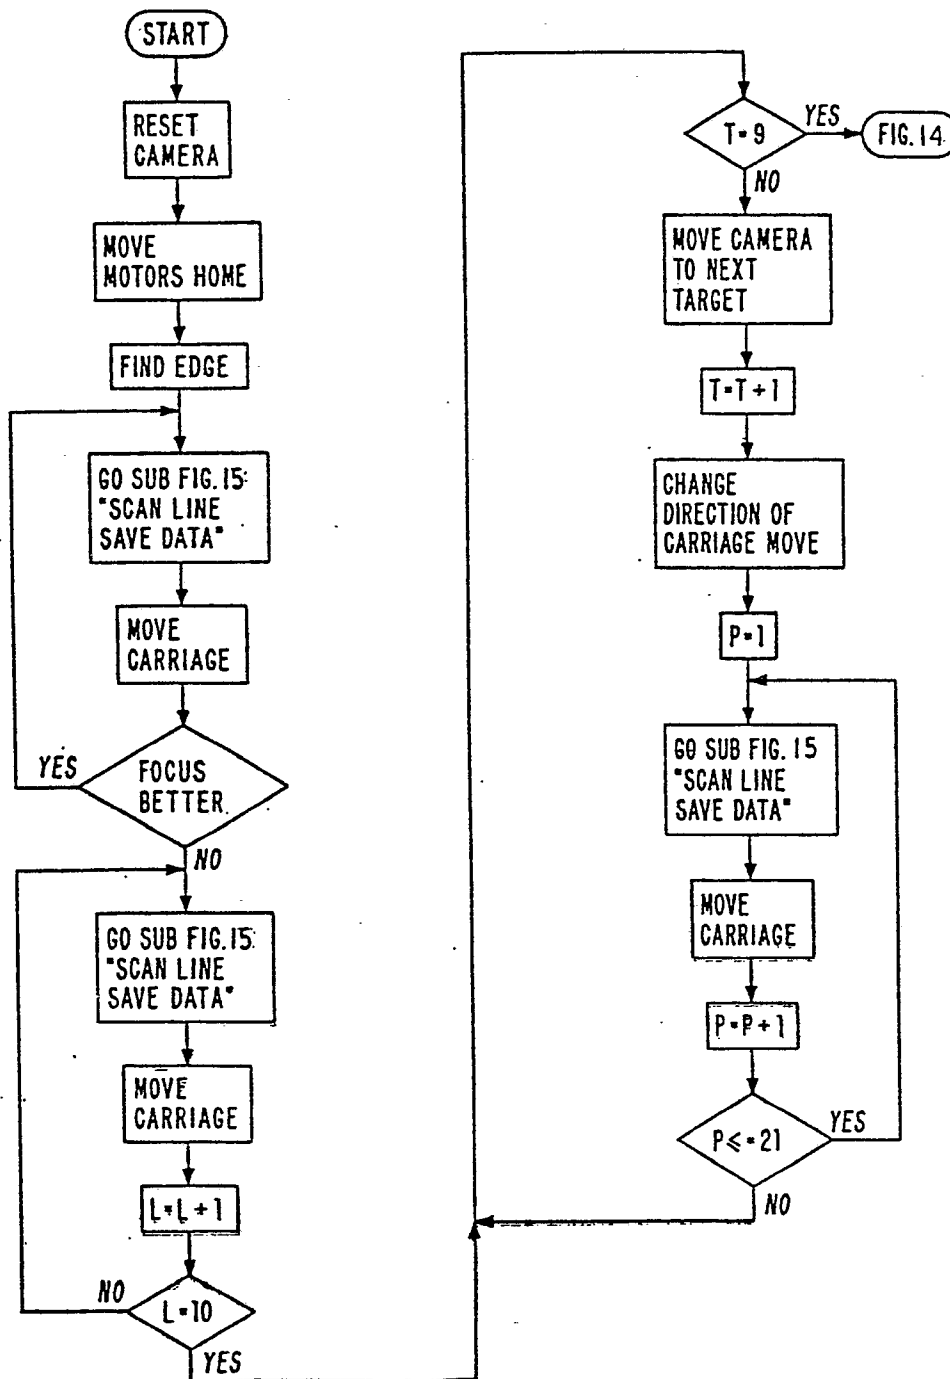 START
RESET
CAMERA
MOVE
MOTORS HOME
FIND EDGE
GO SUB FIG. 15:
"SCAN LINE
SAVE DATA"
MOVE
CARRIAGE
YES
FOCUS
BETTER
NO
GO SUB FIG. 15:
"SCAN LINE
SAVE DATA"
MOVE
CARRIAGE
L=L+1
NO
L=10
YES
T=9
YES
FIG. 14
NO
MOVE CAMERA
TO NEXT
TARGET
T=T+1
CHANGE
DIRECTION OF
CARRIAGE MOVE
P=1
GO SUB FIG. 15
"SCAN LINE
SAVE DATA"
MOVE
CARRIAGE
P=P+1
P<=21
YES
NO